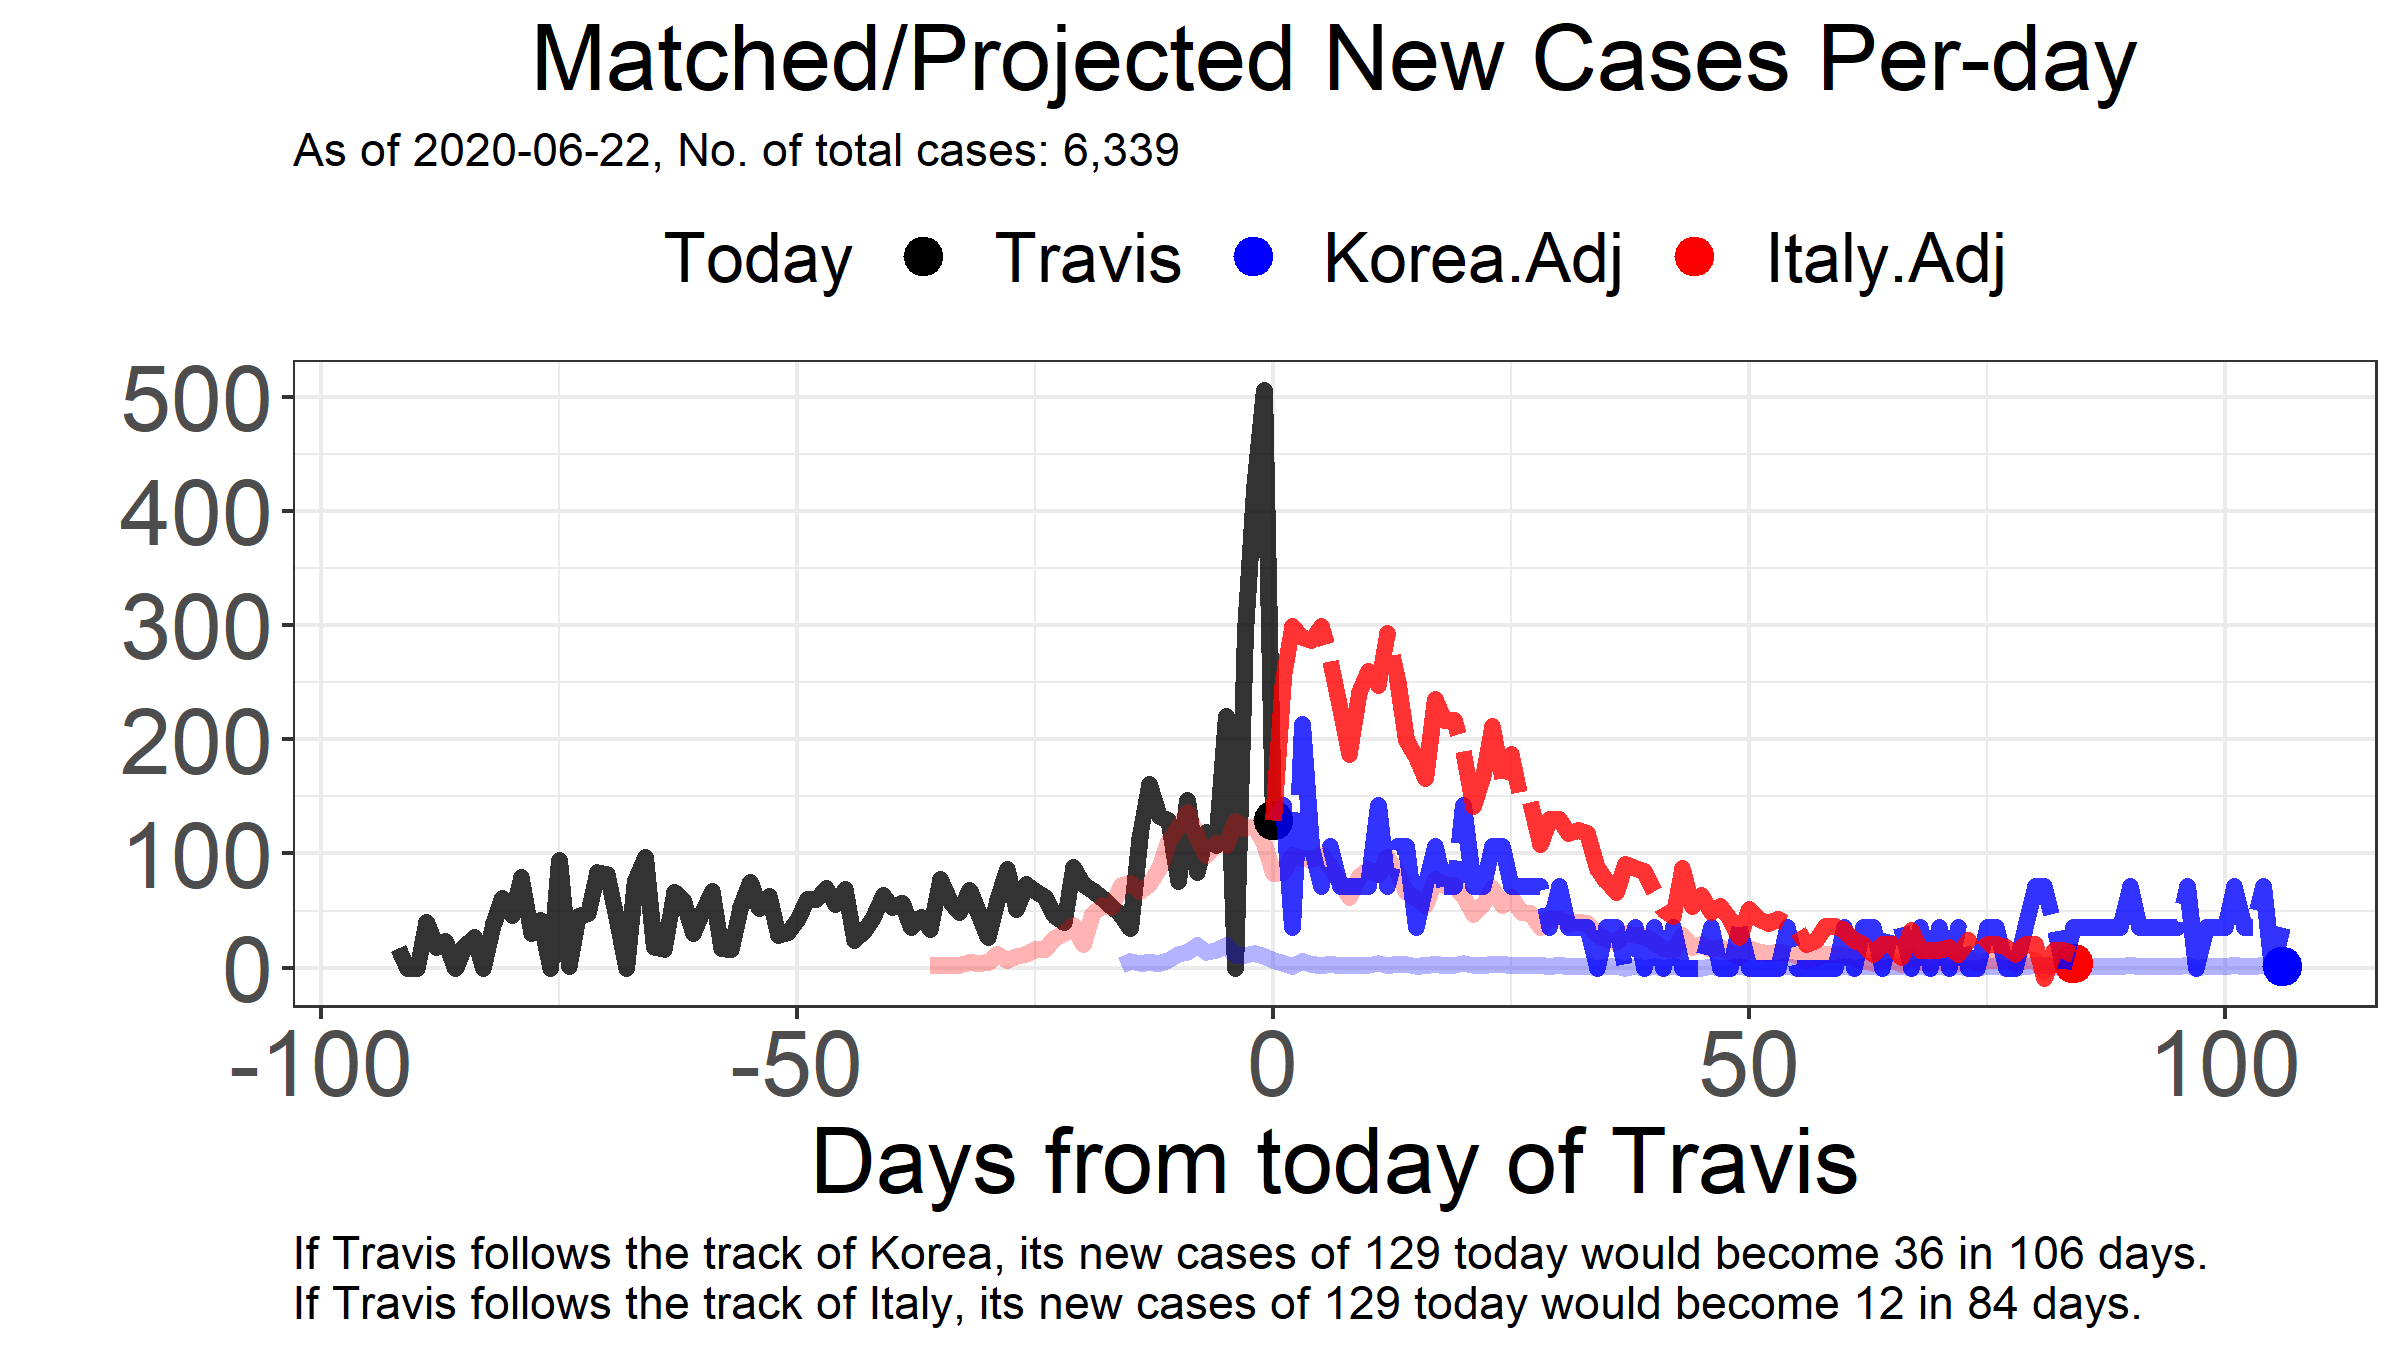 Matched/Projected New Cases Per-day
As of 2020-06-22, No. of total cases: 6,339
Today Travis Korea.Adj Italy.Adj
500
400
300
200
100
0
-100 -50 0 50 100
Days from today of Travis
If Travis follows the track of Korea, its new cases of 129 today would become 36 in 106 days.
If Travis follows the track of Italy, its new cases of 129 today would become 12 in 84 days.